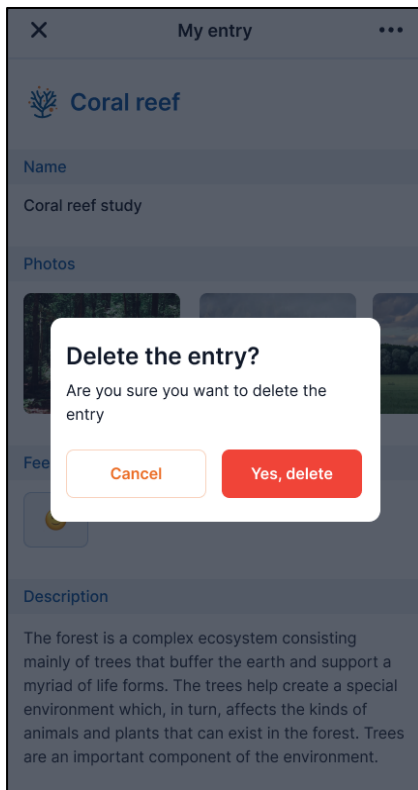 My entry
Coral reef
Name
Coral reef study
Photos
Delete the entry?
Are you sure you want to delete the
entry
Cancel
Yes, delete
Fee
Description
The forest is a complex ecosystem consisting
mainly of trees that buffer the earth and support a
myriad of life forms. The trees help create a special
environment which, in turn, affects the kinds of
animals and plants that can exist in the forest. Trees
are an important component of the environment.